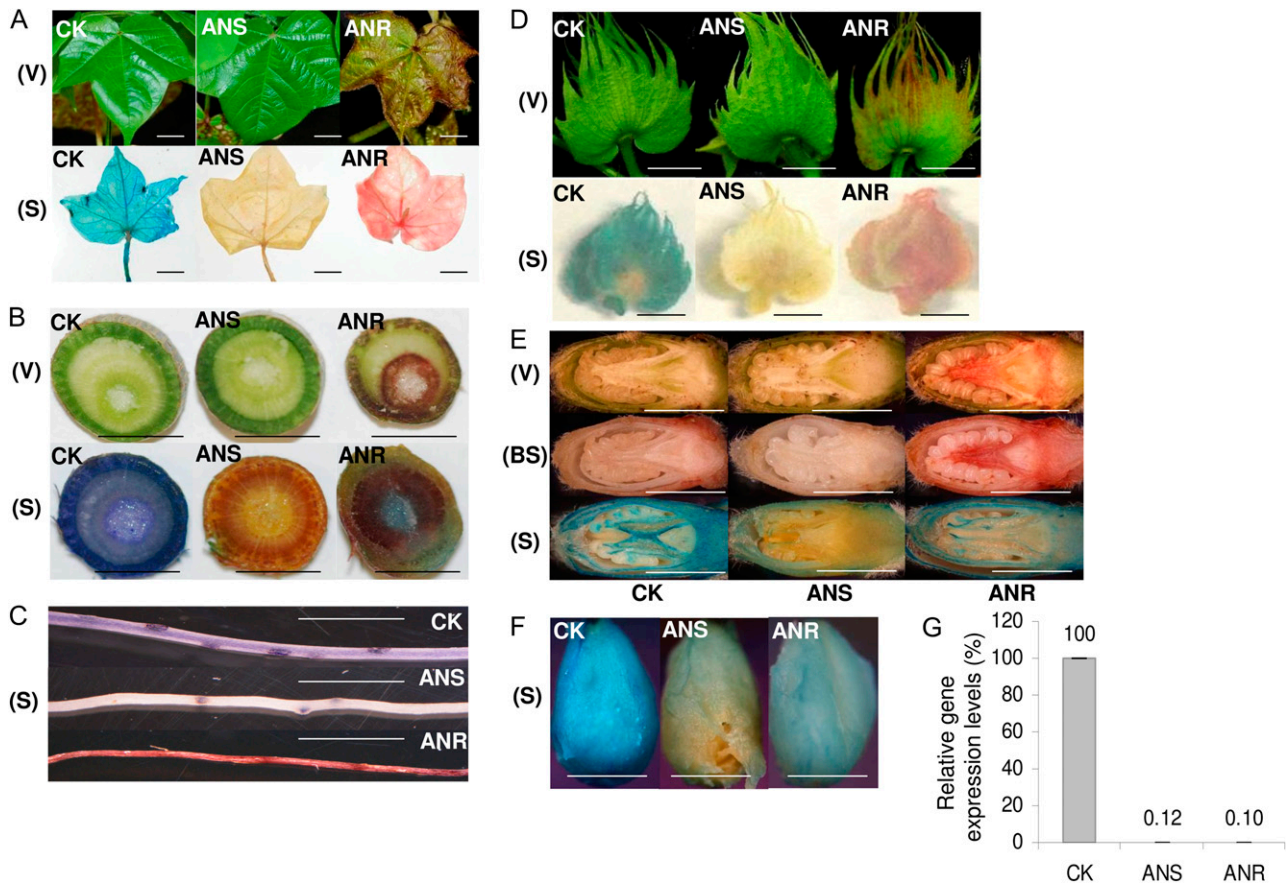 A
CK
ANS
ANR
(V)
CK
ANS
ANR
(S)
B
CK
ANS
ANR
(V)
CK
ANS
ANR
(S)
C
CK
ANS
(S)
ANR
D
CK
ANS
ANR
(V)
CK
ANS
ANR
(S)
E
(V)
(BS)
(S)
CK
ANS
ANR
F
CK
ANS
ANR
(S)
G
Relative gene
expression levels (%)
120
100
80
60
40
20
0
100
0.12
0.10
CK
ANS
ANR